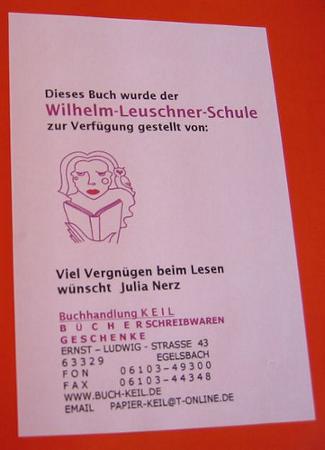 Dieses Buch wurde der
Wilhelm-Leuschner-Schule
zur Verfügung gestellt von:
Viel Vergnügen beim Lesen
wünscht Julia Nerz
Buchhandlung K E I L
B Ü C H E R SCHREIBWAREN
GESCHENKE
ERNST – LUDWIG - STRASSE 43
63329 EGELSBACH
FON 06103-49300
FAX 06103-44348
WWW.BUCH-KEIL.DE
EMAIL PAPIER-KEIL@T-ONLINE.DE